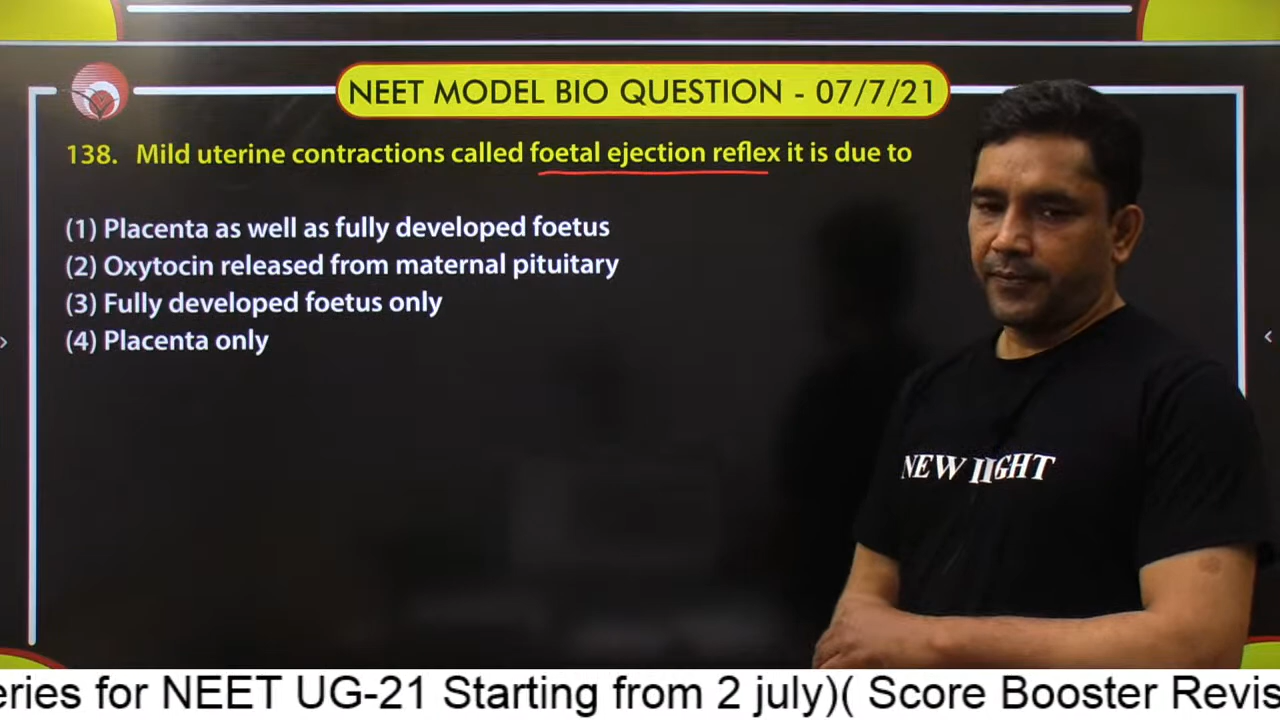 NEET MODEL BIO QUESTION - 07/7/21
138. Mild uterine contractions called foetal ejection reflex it is due to
(1) Placenta as well as fully developed foetus
(2) Oxytocin released from maternal pituitary
(3) Fully developed foetus only
(4) Placenta only
NEW
eries for NEET UG-21 Starting from 2 july)( Score Booster Revis